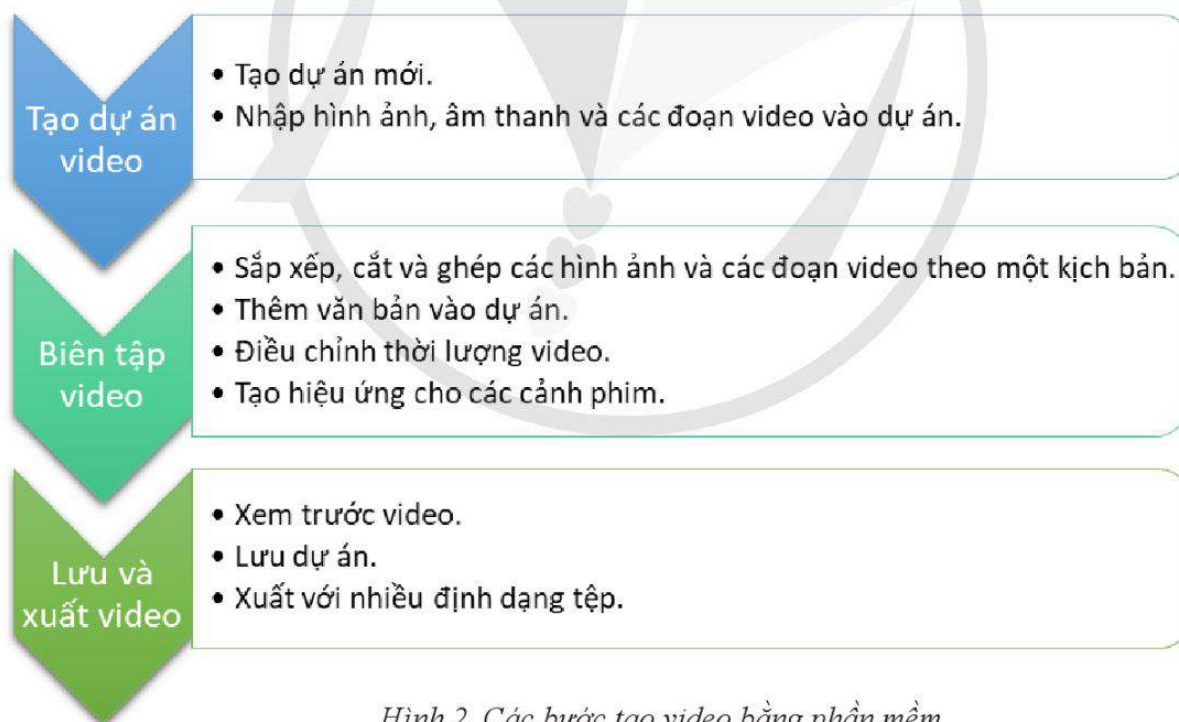 Tạo dự án
video
• Tạo dự án mới.
• Nhập hình ảnh, âm thanh và các đoạn video vào dự án.
Biên tập
video
• Sắp xếp, cắt và ghép các hình ảnh và các đoạn video theo một kịch bản.
• Thêm văn bản vào dự án.
• Điều chỉnh thời lượng video.
• Tạo hiệu ứng cho các cảnh phim.
Lưu và
xuất video
• Xem trước video.
• Lưu dự án.
• Xuất với nhiều định dạng tệp.
Hình 2. Các bước tạo video bằng phần mềm